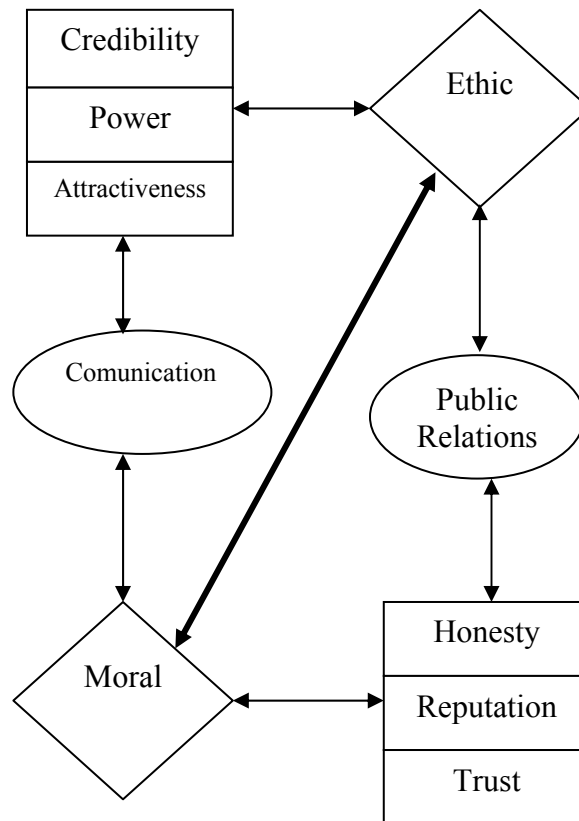 Credibility
Power
Attractiveness
Ethic
Comunication
Public
Relations
Moral
Honesty
Reputation
Trust